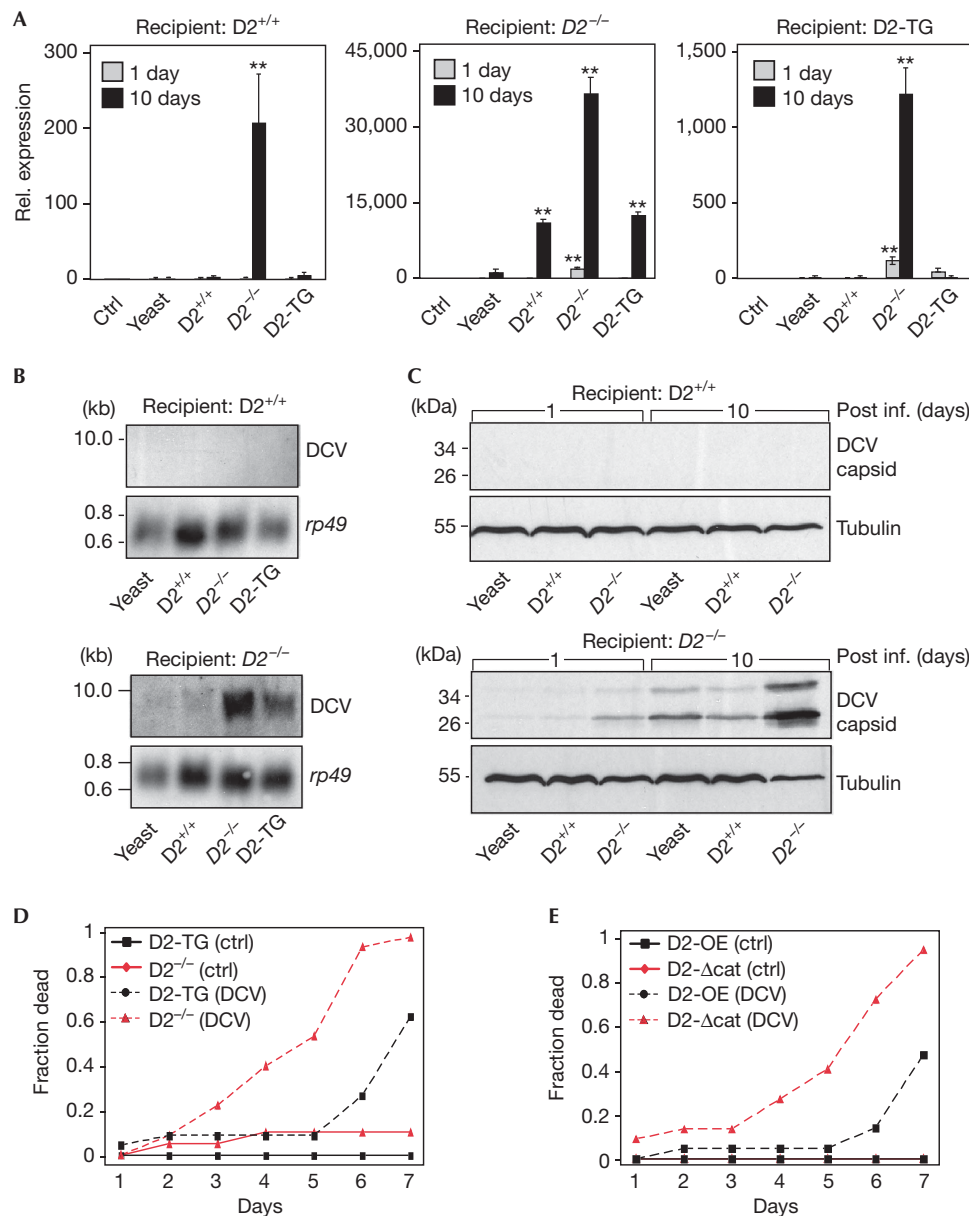 A
Recipient: D2+/+
Rel. expression
300
200
100
0
1 day
10 days
**
Ctrl
Yeast
D2+/+
D2−/−
D2-TG
Recipient: D2−/−
45,000
30,000
15,000
0
1 day
10 days
**
**
**
**
Ctrl
Yeast
D2+/+
D2−/−
D2-TG
Recipient: D2-TG
1,500
1,000
500
0
1 day
10 days
**
**
Ctrl
Yeast
D2+/+
D2−/−
D2-TG
B
(kb)
Recipient: D2+/+
10.0
DCV
0.8
0.6
rp49
Yeast
D2+/+
D2−/−
D2-TG
(kb)
Recipient: D2−/−
10.0
DCV
0.8
0.6
rp49
Yeast
D2+/+
D2−/−
D2-TG
C
Recipient: D2+/+
(kDa)
1
10
Post inf. (days)
34
26
DCV
capsid
55
Tubulin
Recipient: D2−/−
(kDa)
1
10
Post inf. (days)
34
26
DCV
capsid
55
Tubulin
Yeast
D2+/+
D2−/−
Yeast
D2+/+
D2−/−
D
Fraction dead
1
0.8
0.6
0.4
0.2
0
D2-TG (ctrl)
D2−/− (ctrl)
D2-TG (DCV)
D2−/− (DCV)
1 2 3 4 5 6 7
Days
E
Fraction dead
1
0.8
0.6
0.4
0.2
0
D2-OE (ctrl)
D2-Δcat (ctrl)
D2-OE (DCV)
D2-Δcat (DCV)
1 2 3 4 5 6 7
Days